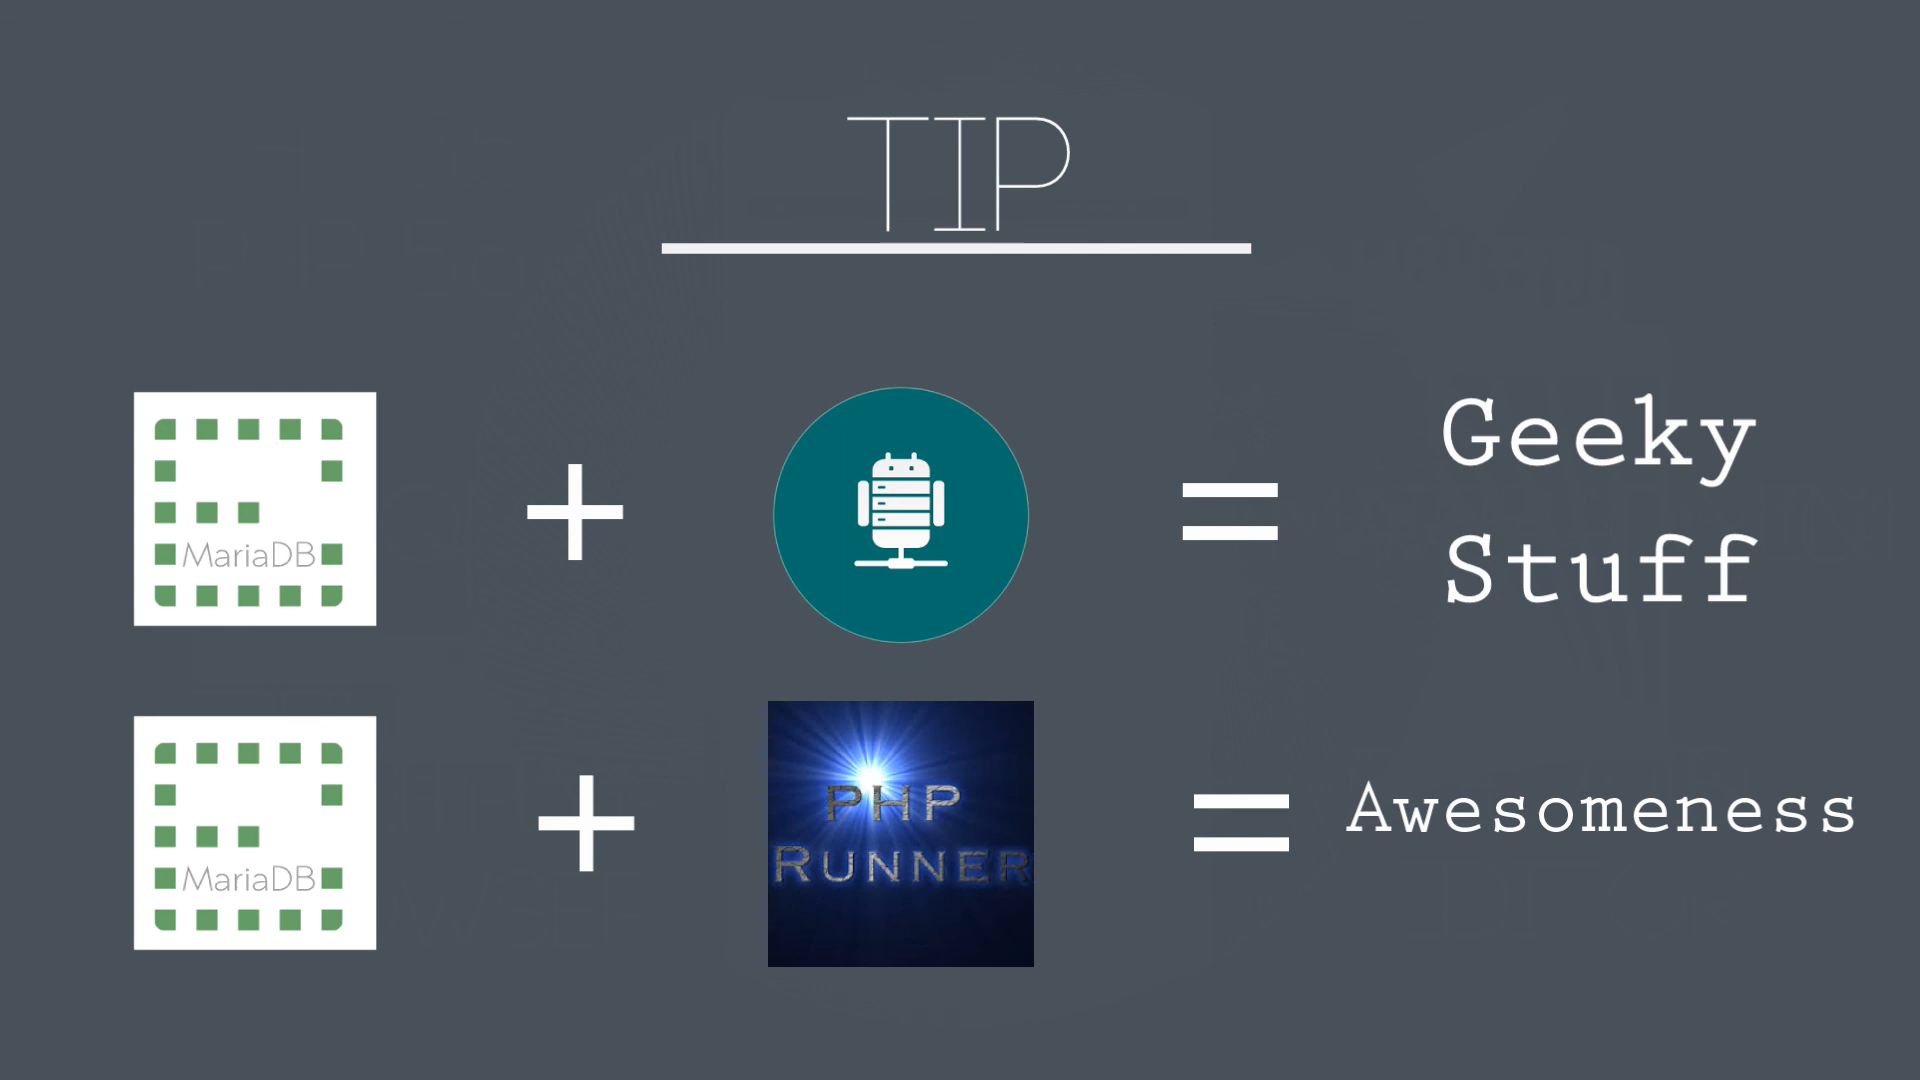 TIP
MariaDB + = Geeky
Stuff
MariaDB + PHP
RUNNER = Awesomeness